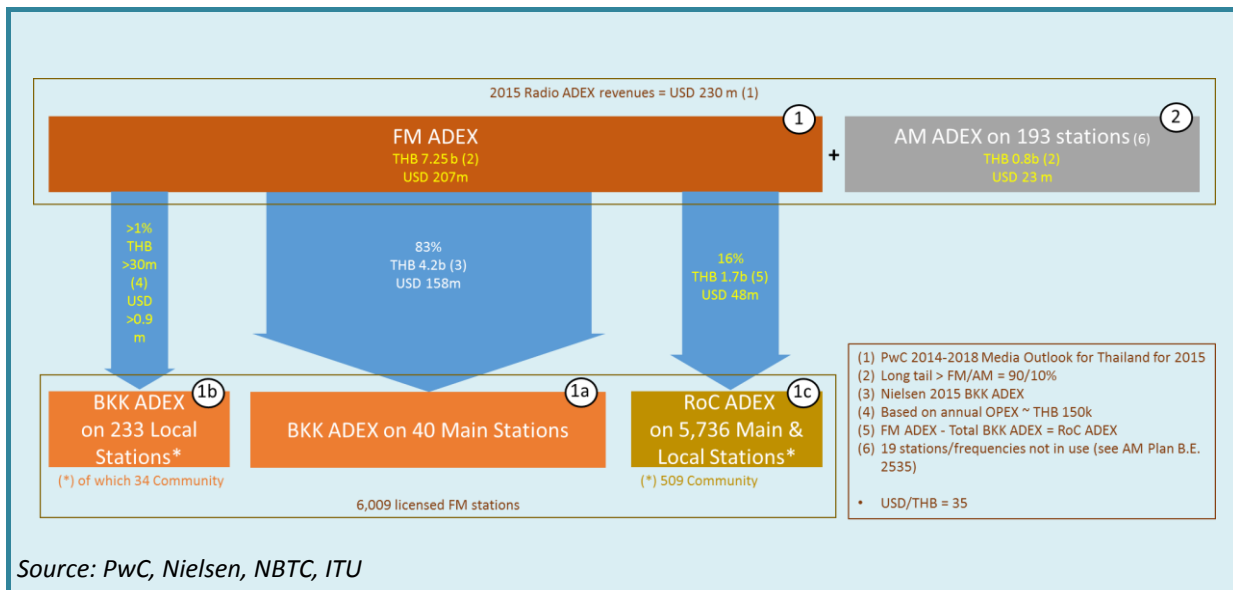 2015 Radio ADEX revenues = USD 230 m (1)
1
FM ADEX
THB 7.25b (2)
USD 207m
+
2
AM ADEX on 193 stations (6)
THB 0.8b (2)
USD 23 m
>1%
THB
>30m
(4)
USD
>0.9
m
83%
THB 4.2b (3)
USD 158m
16%
THB 1.7b (5)
USD 48m
1b
BKK ADEX
on 233 Local
Stations*
(*) of which 34 Community
1a
BKK ADEX on 40 Main Stations
1c
RoC ADEX
on 5,736 Main &
Local Stations*
(*) 509 Community
6,009 licensed FM stations
(1) PwC 2014-2018 Media Outlook for Thailand for 2015
(2) Long tail > FM/AM = 90/10%
(3) Nielsen 2015 BKK ADEX
(4) Based on annual OPEX ~ THB 150k
(5) FM ADEX - Total BKK ADEX = RoC ADEX
(6) 19 stations/frequencies not in use (see AM Plan B.E.
2535)
• USD/THB = 35
Source: PwC, Nielsen, NBTC, ITU